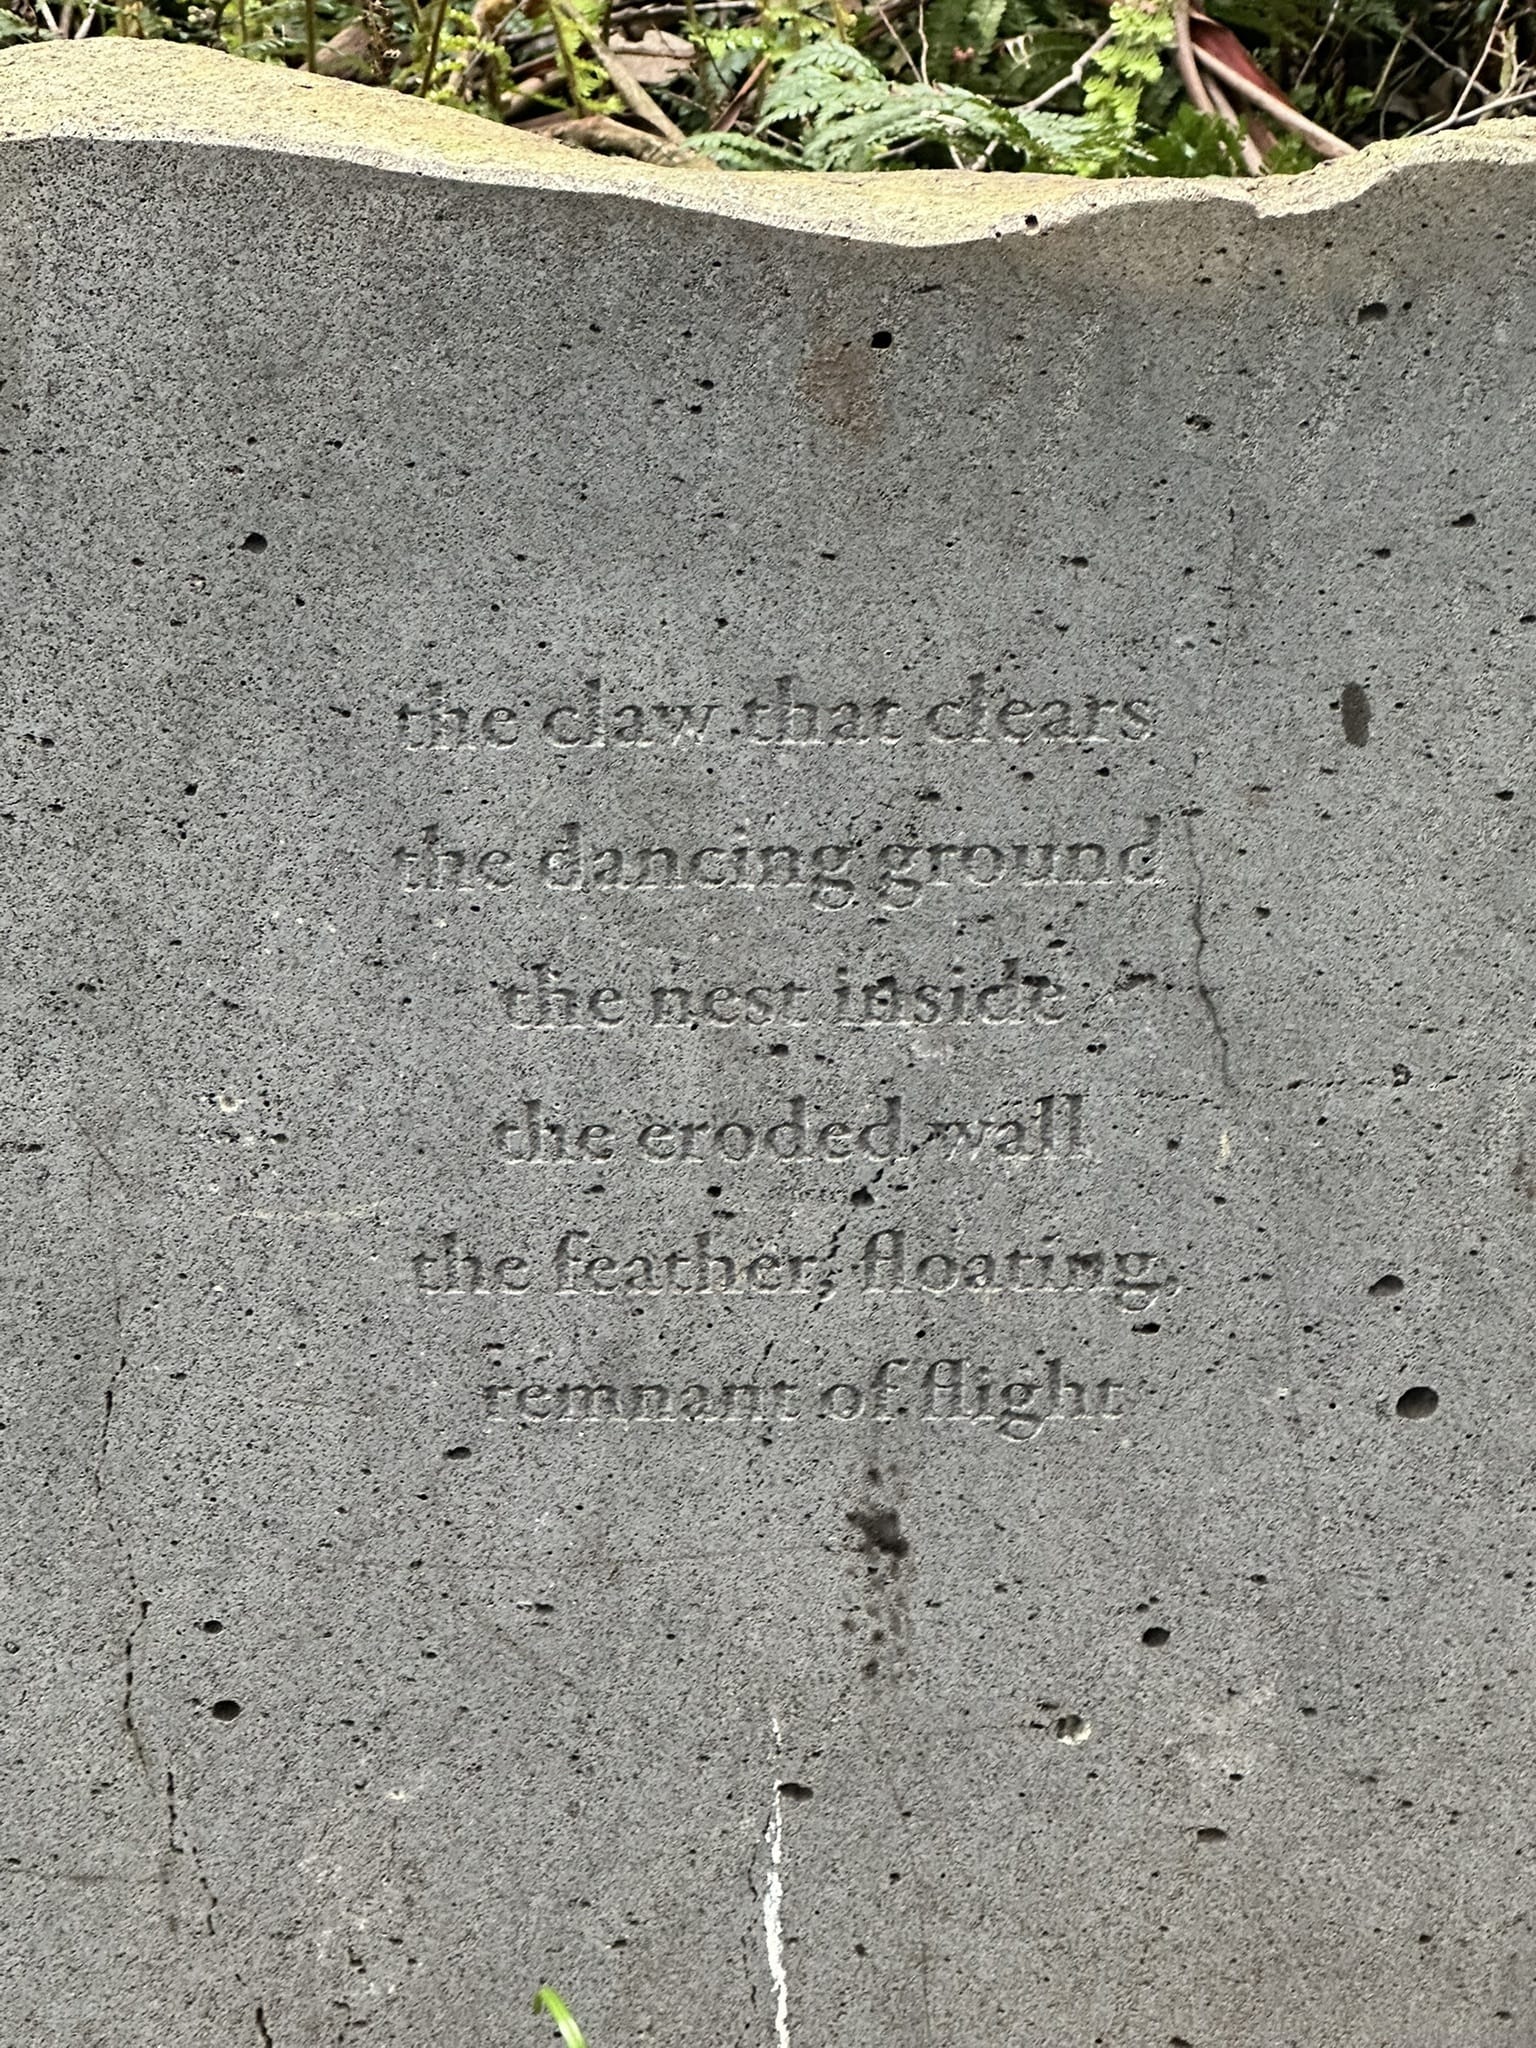 the claw that clears
the dancing ground
the nest inside
the eroded wall
the feather, floating,
remnant of flight